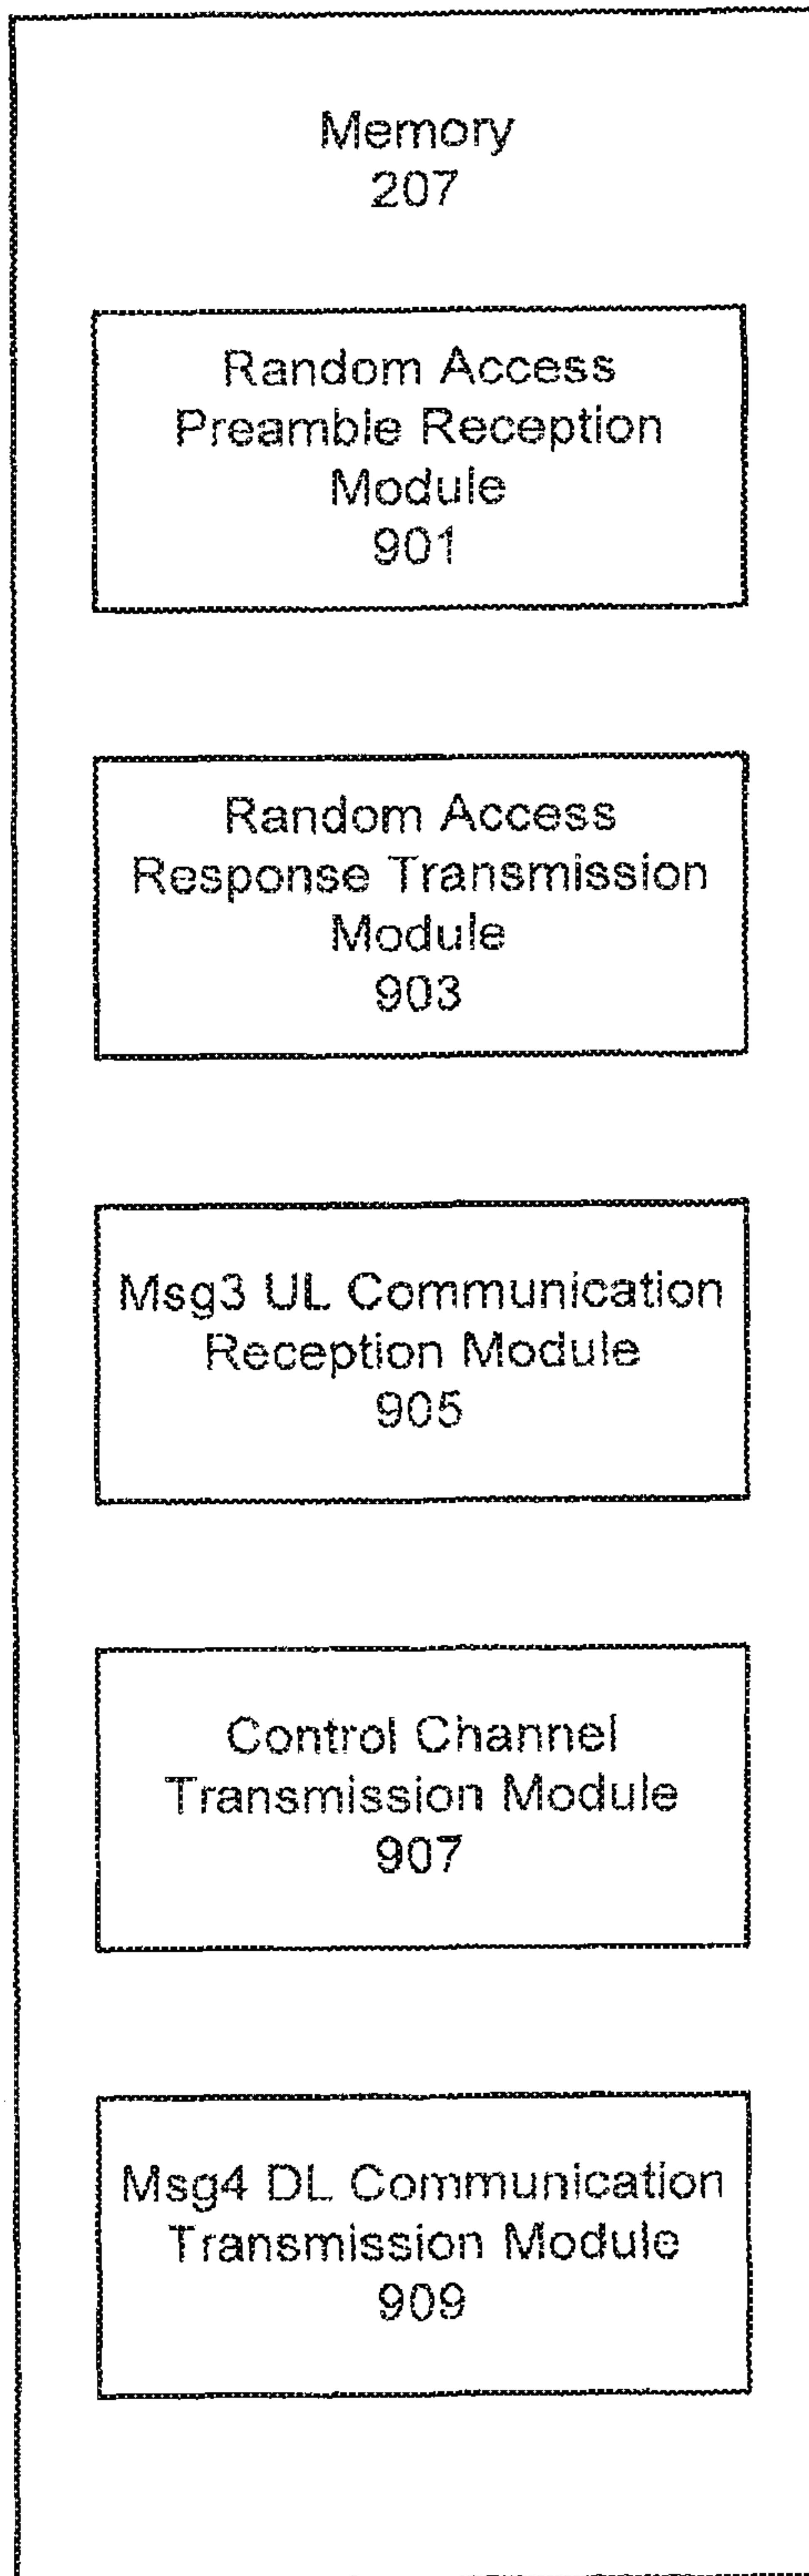 Memory
207
Random Access
Preamble Reception
Module
901
Random Access
Response Transmission
Module
903
Msg3 UL Communication
Reception Module
905
Control Channel
Transmission Module
907
Msg4 DL Communication
Transmission Module
909